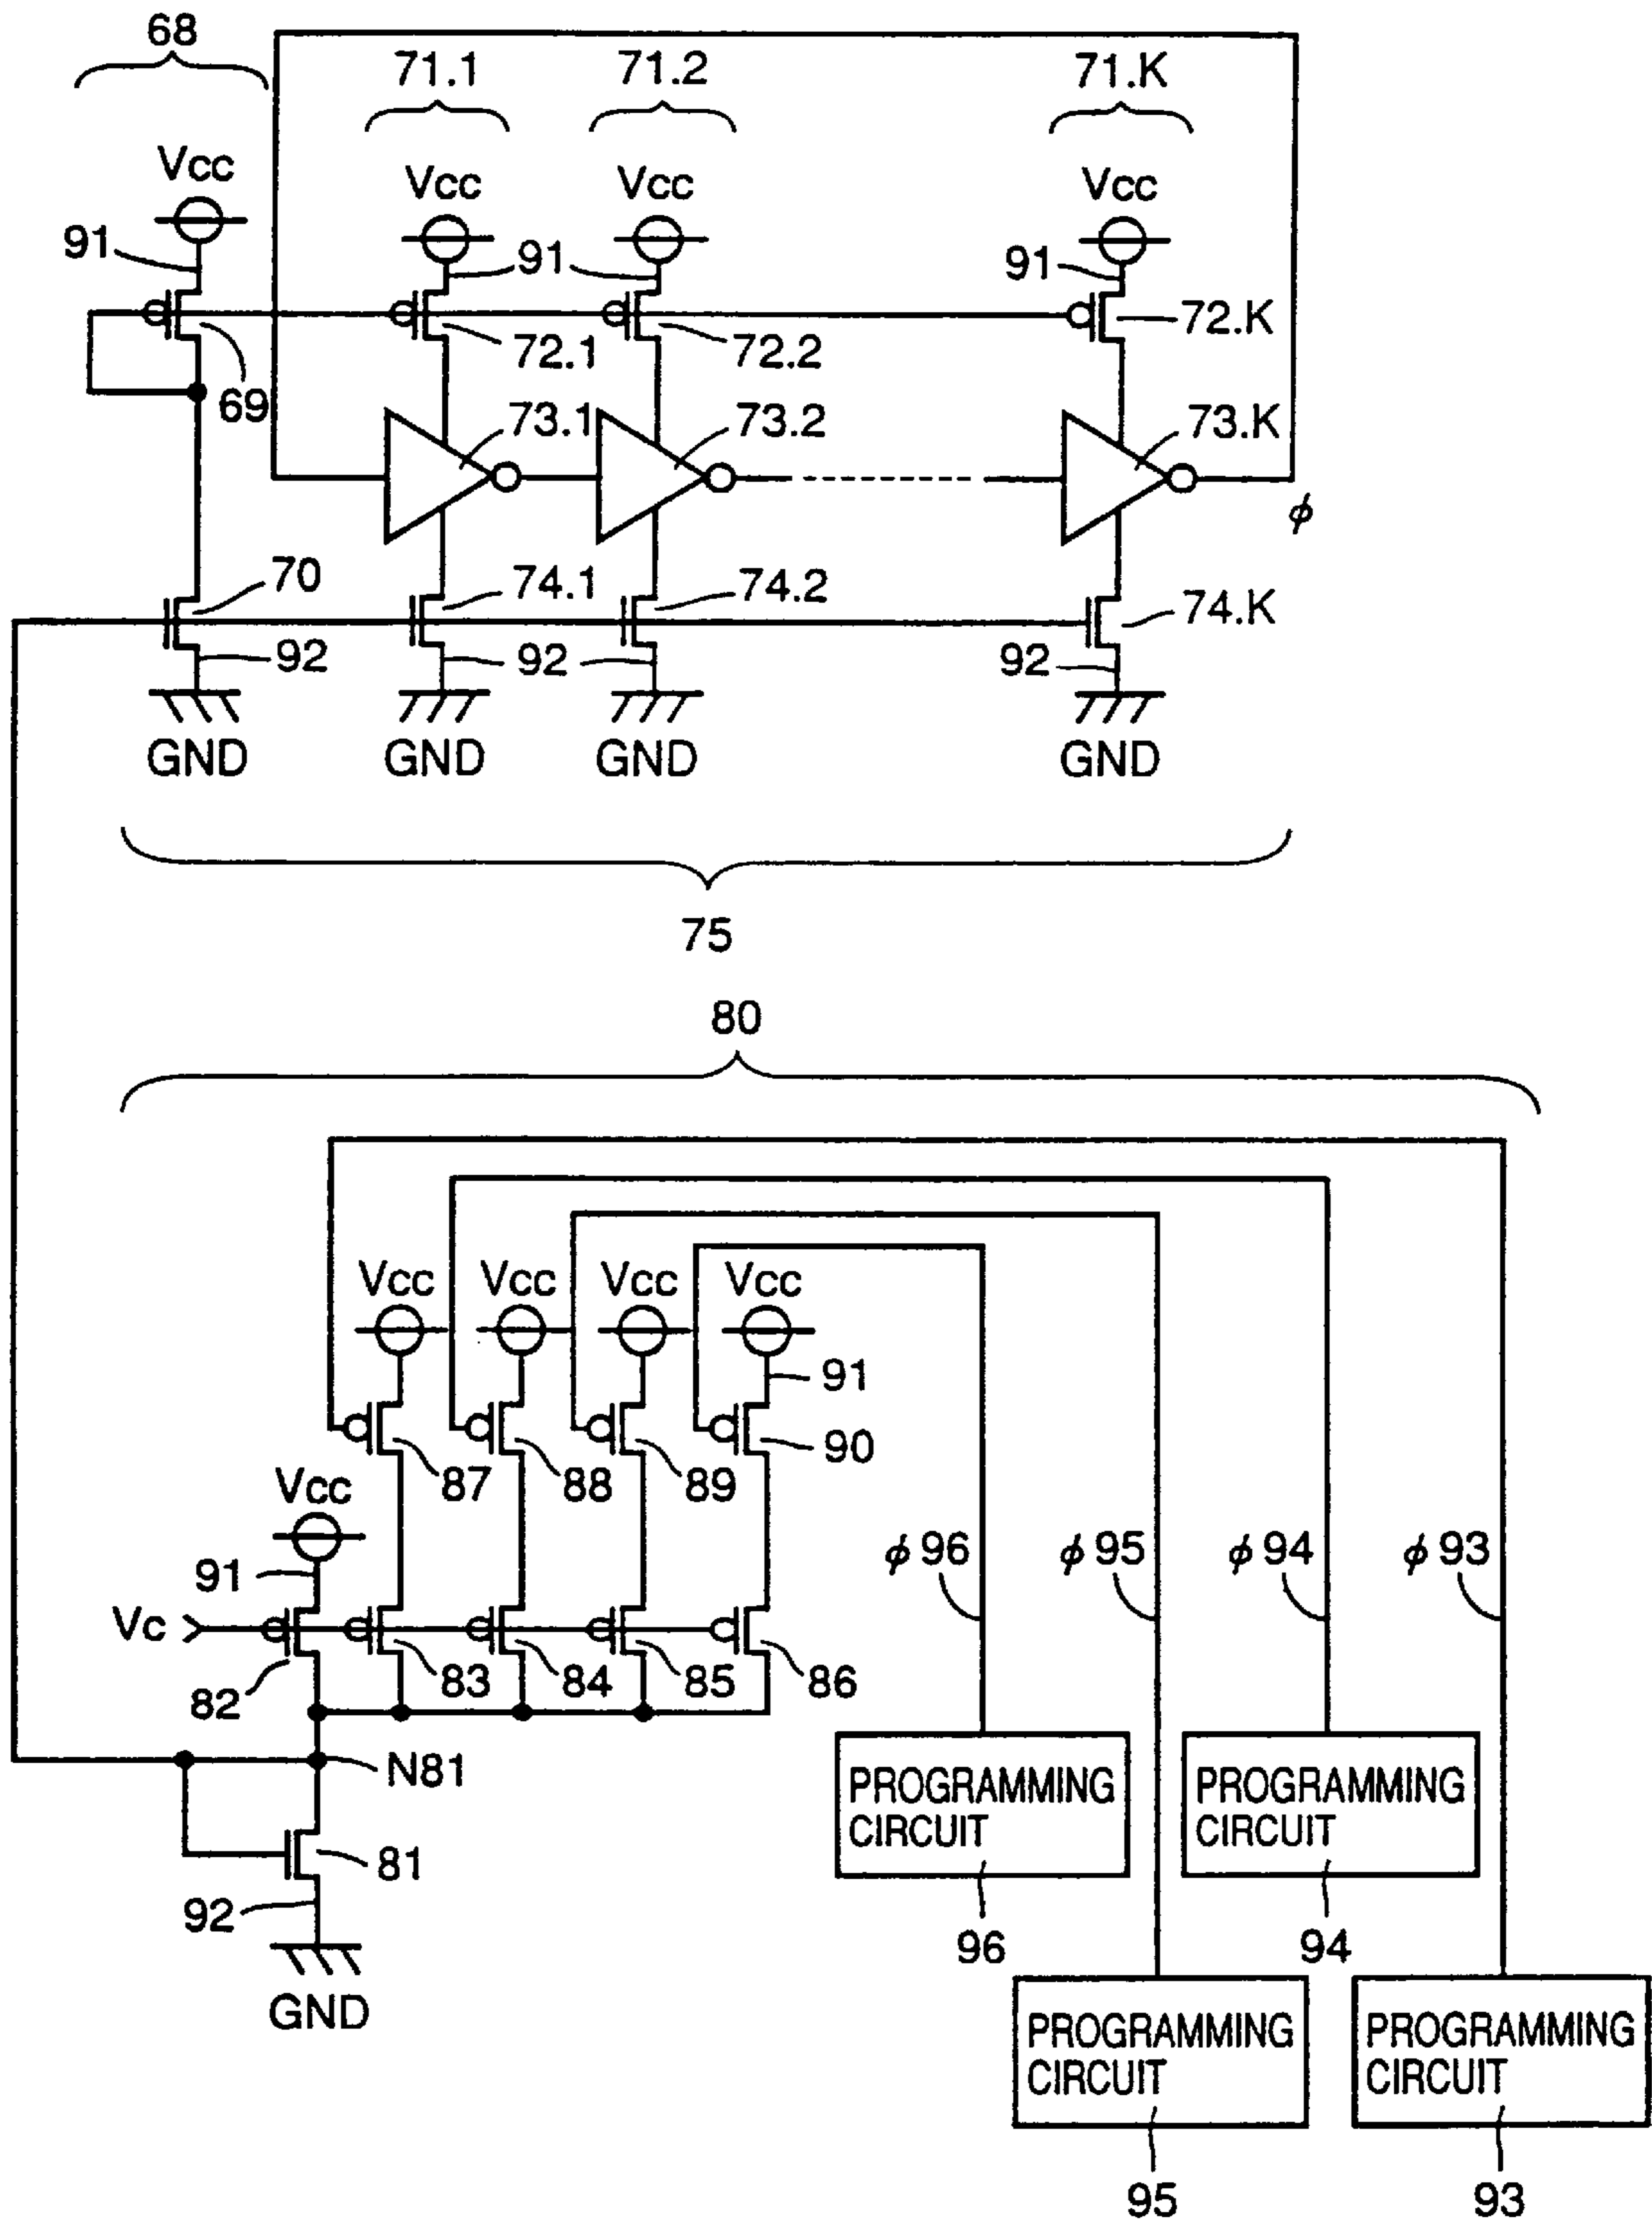 68
71.1 71.2 71.K
Vcc Vcc Vcc Vcc
91 91 91
72.1 72.2 72.K
69
73.1 73.2 73.K
φ
70 74.1 74.2 74.K
92 92 92
GND GND GND GND
75
80
Vcc Vcc Vcc Vcc
91
90
87 88 89
Vcc
91
φ96 φ95 φ94 φ93
Vc
82 83 84 85 86
N81
PROGRAMMING PROGRAMMING
CIRCUIT CIRCUIT
81
92
96 94
GND
PROGRAMMING PROGRAMMING
CIRCUIT CIRCUIT
95 93